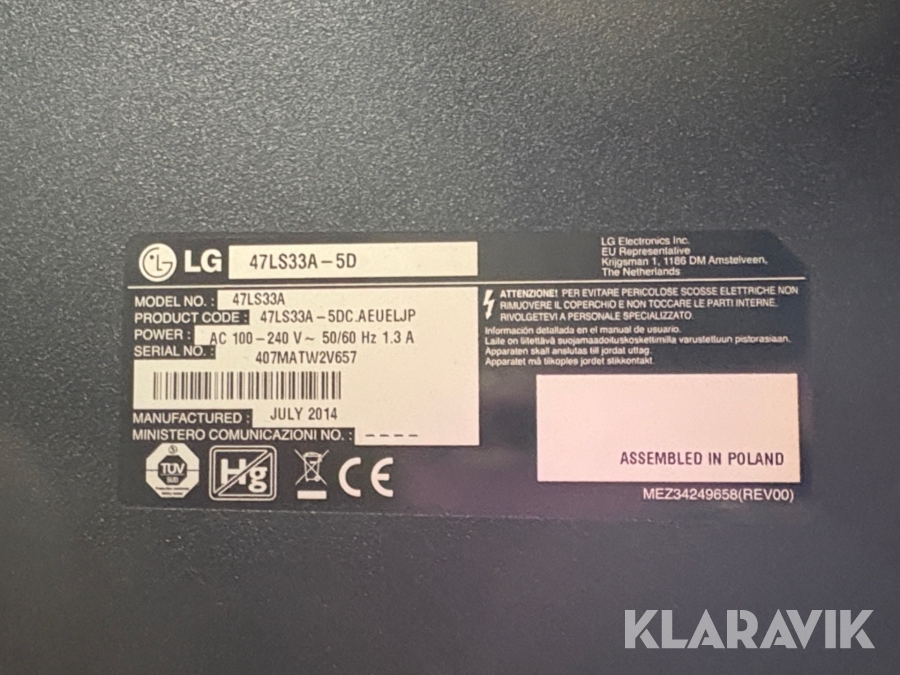 LG 47LS33A-5D
LG Electronics Inc.
EU Representative
Krijgsman 1, 1186 DM Amstelveen,
The Netherlands
MODEL NO. : 47LS33A
PRODUCT CODE : 47LS33A-5DC.AEUELJP
POWER : AC 100-240 V~ 50/60 Hz 1.3 A
SERIAL NO. : 407MATW2V657
MANUFACTURED : JULY 2014
MINISTERO COMUNICAZIONI NO. : ----
ATTENZIONE! PER EVITARE PERICOLOSE SCOSSE ELETTRICHE NON
RIMUOVERE IL COPERCHIO E NON TOCCARE LE PARTI INTERNE.
RIVOLGETEVI A PERSONALE SPECIALIZZATO.
Información detallada en el manual de usuario.
Laite on liitettävä suojamaadoituskoskettimilla varustettuun pistorasiaan.
Apparaten skall anslutas till jordat uttag.
Apparatet må tilkoples jordet stikkontakt.
TÜV
SÜD
Hg
CE
ASSEMBLED IN POLAND
MEZ34249658(REV00)
KLARAVIK